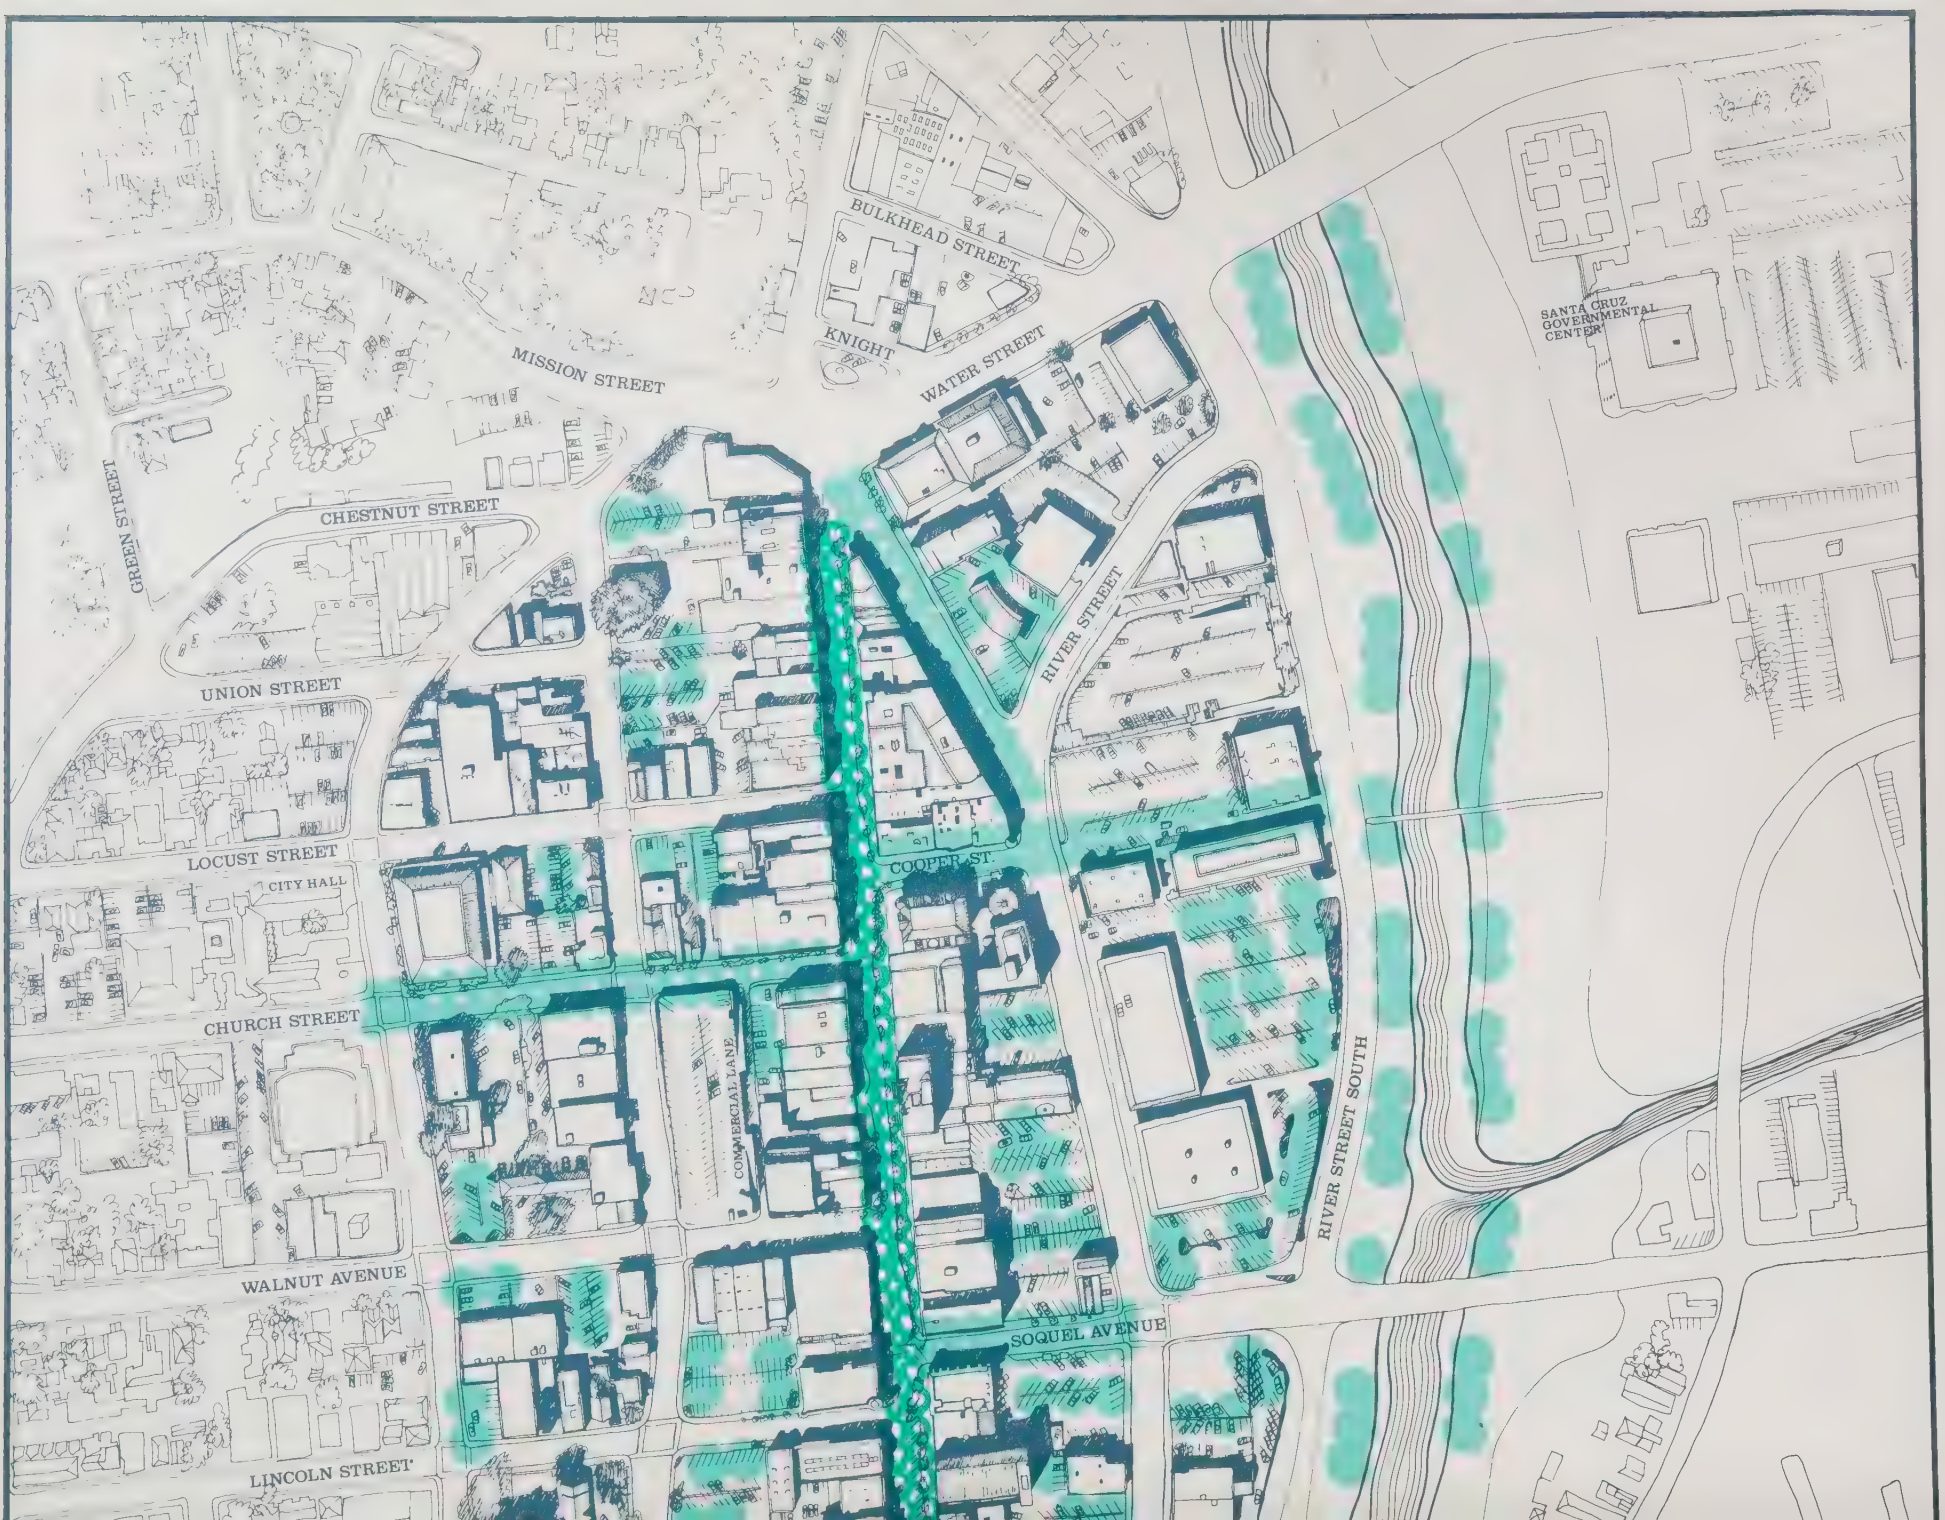 BULKHEAD STREET
SANTA CRUZ
GOVERNMENTAL
CENTER
KNIGHT
WATER STREET
MISSION STREET
GREEN STREET
CHESTNUT STREET
RIVER STREET
UNION STREET
LOCUST STREET
COOPER ST.
CITY HALL
CHURCH STREET
COMMERCIAL LANE
RIVER STREET SOUTH
WALNUT AVENUE
SOQUEL AVENUE
LINCOLN STREET